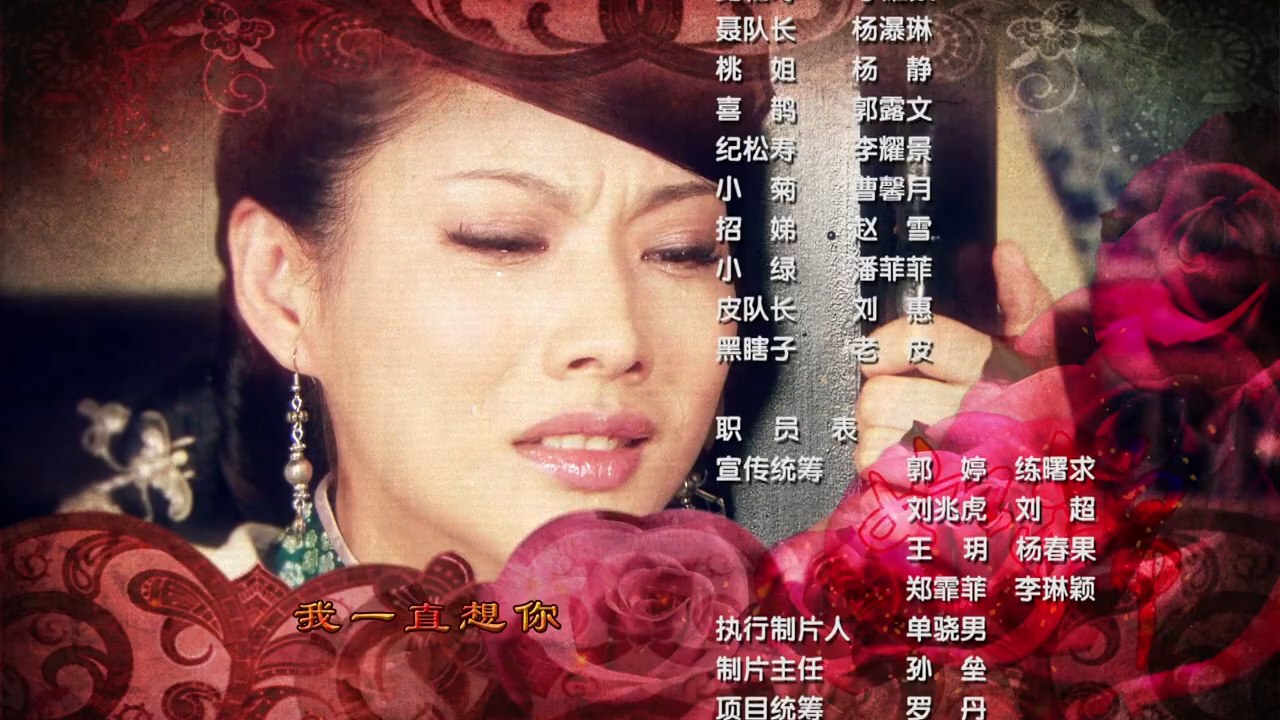 聂队长 杨瀑琳
桃 姐 杨 静
喜 鹊 郭露文
纪松寿 李耀景
小 菊 曹馨月
招 娣 赵 雪
小 绿 潘菲菲
皮队长 刘 惠
黑瞎子 老 皮
职 员 表
宣传统筹 郭 婷 练曙求
刘兆虎 刘 超
王 玥 杨春果
郑霏菲 李琳颖
我一直想你
执行制片人 单骁男
制片主任 孙 垒
项目统筹 罗 丹